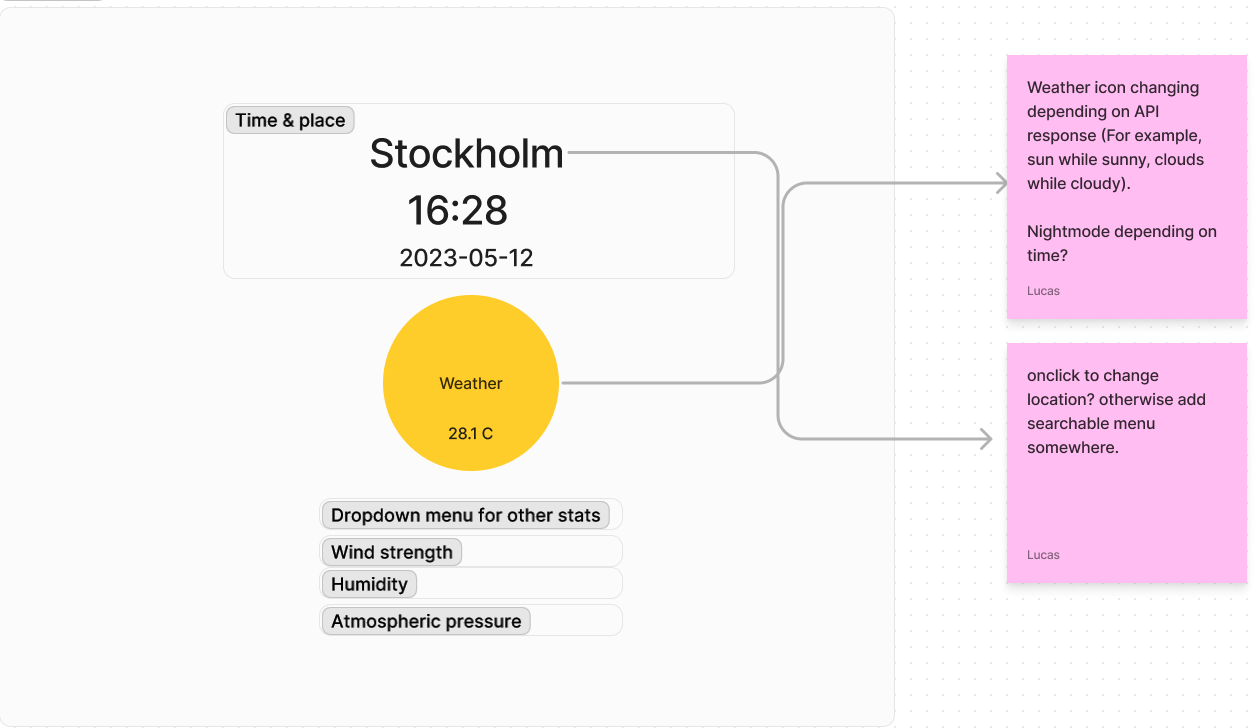 Time & place
Stockholm
16:28
2023-05-12
Weather
28.1 C
Dropdown menu for other stats
Wind strength
Humidity
Atmospheric pressure
Weather icon changing
depending on API
response (For example,
sun while sunny, clouds
while cloudy).
Nightmode depending on
time?
Lucas
onclick to change
location? otherwise add
searchable menu
somewhere.
Lucas